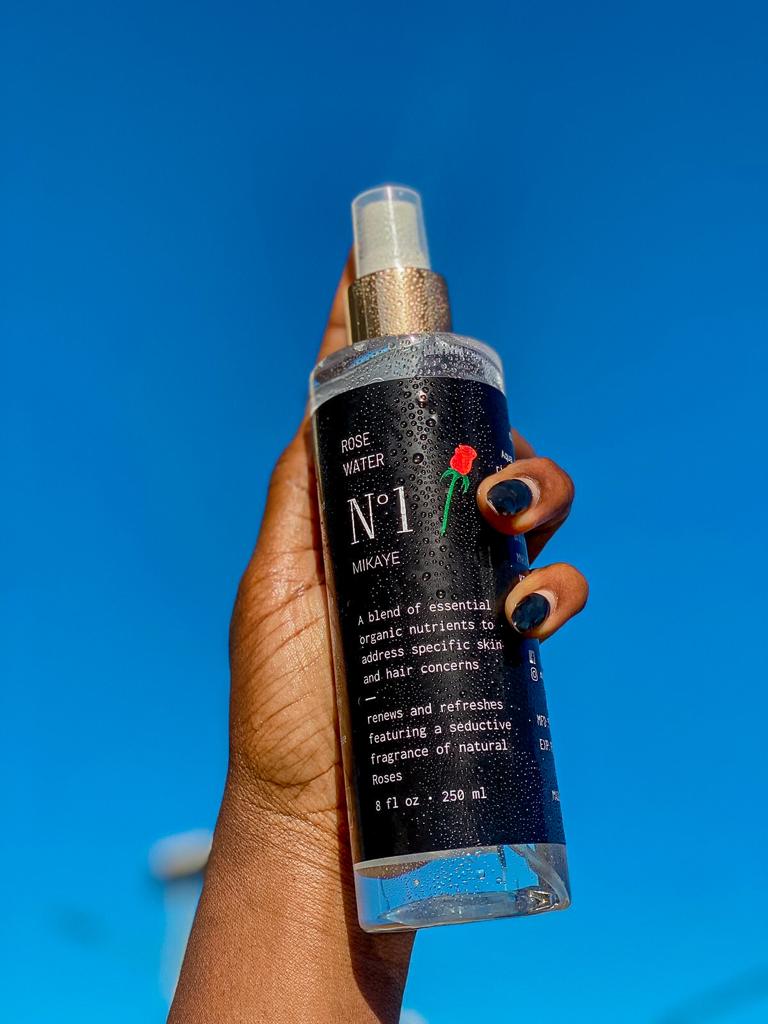 ROSE
WATER
N°1
MIKAYE
A blend of essential
organic nutrients to
address specific skin
and hair concerns
—
renews and refreshes
featuring a seductive
fragrance of natural
Roses
8 fl oz · 250 ml